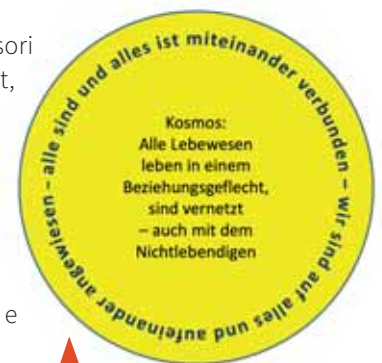 sori
t,
e
alle sind und alles ist miteinander verbunden – wir sind auf alles und aufeinander angewiesen –
Kosmos:
Alle Lebewesen
leben in einem
Beziehungsgeflecht,
sind vernetzt
– auch mit dem
Nichtlebendigen